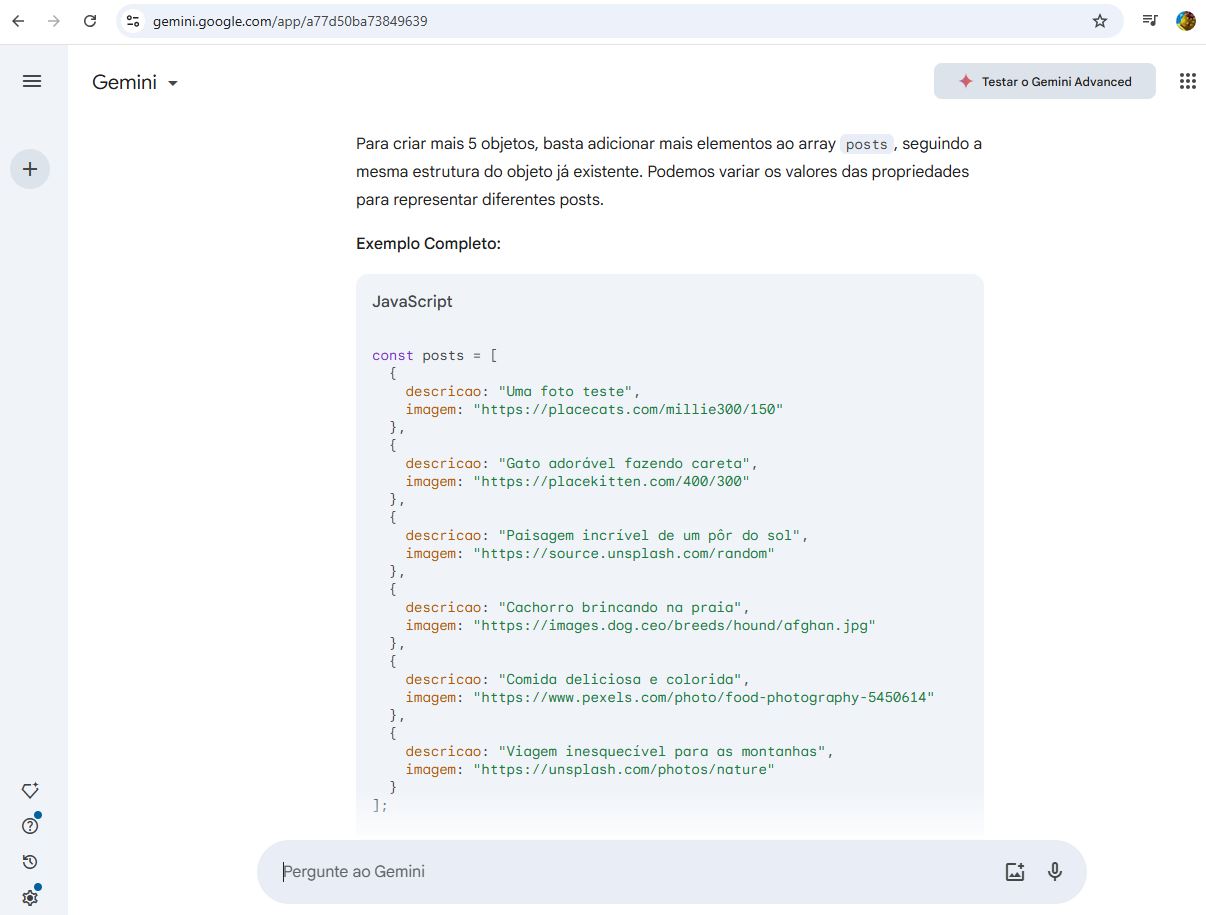 gemini.google.com/app/a77d50ba73849639
Gemini
Testar o Gemini Advanced
Para criar mais 5 objetos, basta adicionar mais elementos ao array posts, seguindo a
mesma estrutura do objeto já existente. Podemos variar os valores das propriedades
para representar diferentes posts.
Exemplo Completo:
JavaScript
const posts = [
  {
    descricao: "Uma foto teste",
    imagem: "https://placecats.com/millie300/150"
  },
  {
    descricao: "Gato adorável fazendo careta",
    imagem: "https://placekitten.com/400/300"
  },
  {
    descricao: "Paisagem incrível de um pôr do sol",
    imagem: "https://source.unsplash.com/random"
  },
  {
    descricao: "Cachorro brincando na praia",
    imagem: "https://images.dog.ceo/breeds/hound/afghan.jpg"
  },
  {
    descricao: "Comida deliciosa e colorida",
    imagem: "https://www.pexels.com/photo/food-photography-5450614"
  },
  {
    descricao: "Viagem inesquecível para as montanhas",
    imagem: "https://unsplash.com/photos/nature"
  }
];
Pergunte ao Gemini